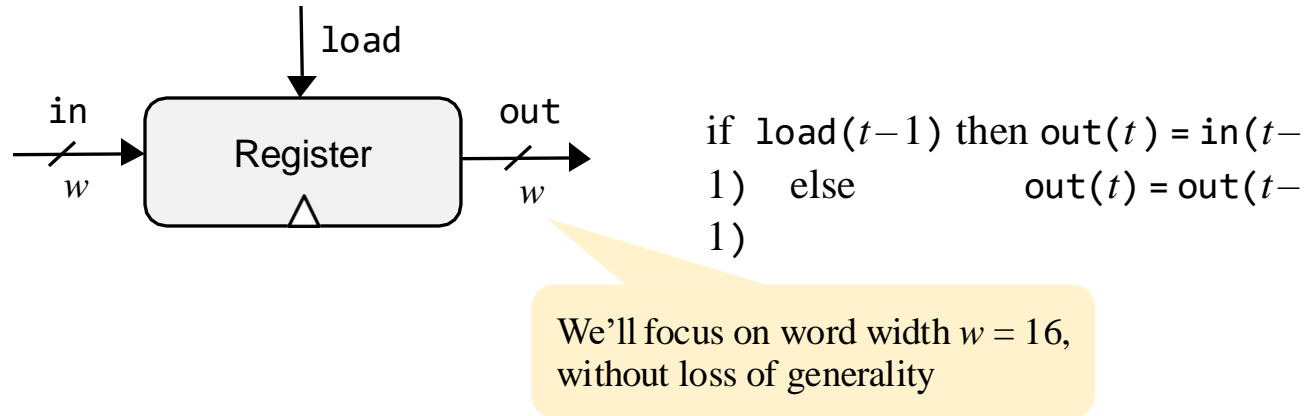 load
in
out
Register
w
w
if load(t−1) then out(t) = in(t−
1) else out(t) = out(t−
1)
We’ll focus on word width w = 16,
without loss of generality